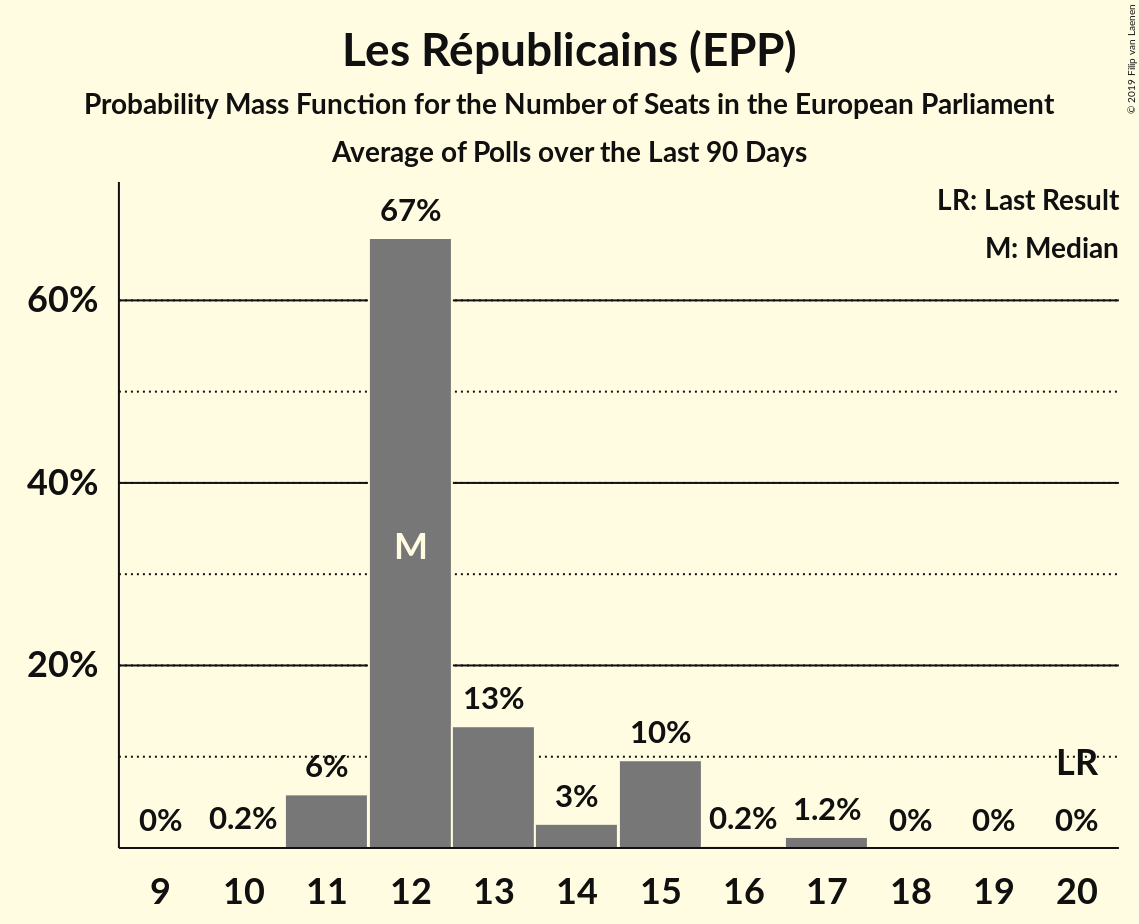 Les Républicains (EPP)
Probability Mass Function for the Number of Seats in the European Parliament
Average of Polls over the Last 90 Days
© 2019 Filip van Laenen
LR: Last Result
M: Median
60%
40%
20%
0%
0.2%
6%
67%
M
13%
3%
10%
0.2%
1.2%
0%
0%
LR
0%
9 10 11 12 13 14 15 16 17 18 19 20